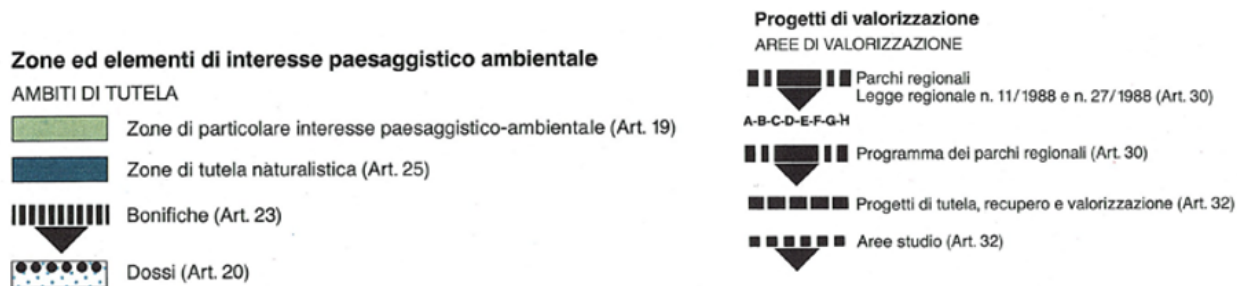 Zone ed elementi di interesse paesaggistico ambientale
AMBITI DI TUTELA
Zone di particolare interesse paesaggistico-ambientale (Art. 19)
Zone di tutela naturalistica (Art. 25)
Bonifiche (Art. 23)
Dossi (Art. 20)
Progetti di valorizzazione
AREE DI VALORIZZAZIONE
Parchi regionali
Legge regionale n. 11/1988 e n. 27/1988 (Art. 30)
A-B-C-D-E-F-G-H
Programma dei parchi regionali (Art. 30)
Progetti di tutela, recupero e valorizzazione (Art. 32)
Aree studio (Art. 32)